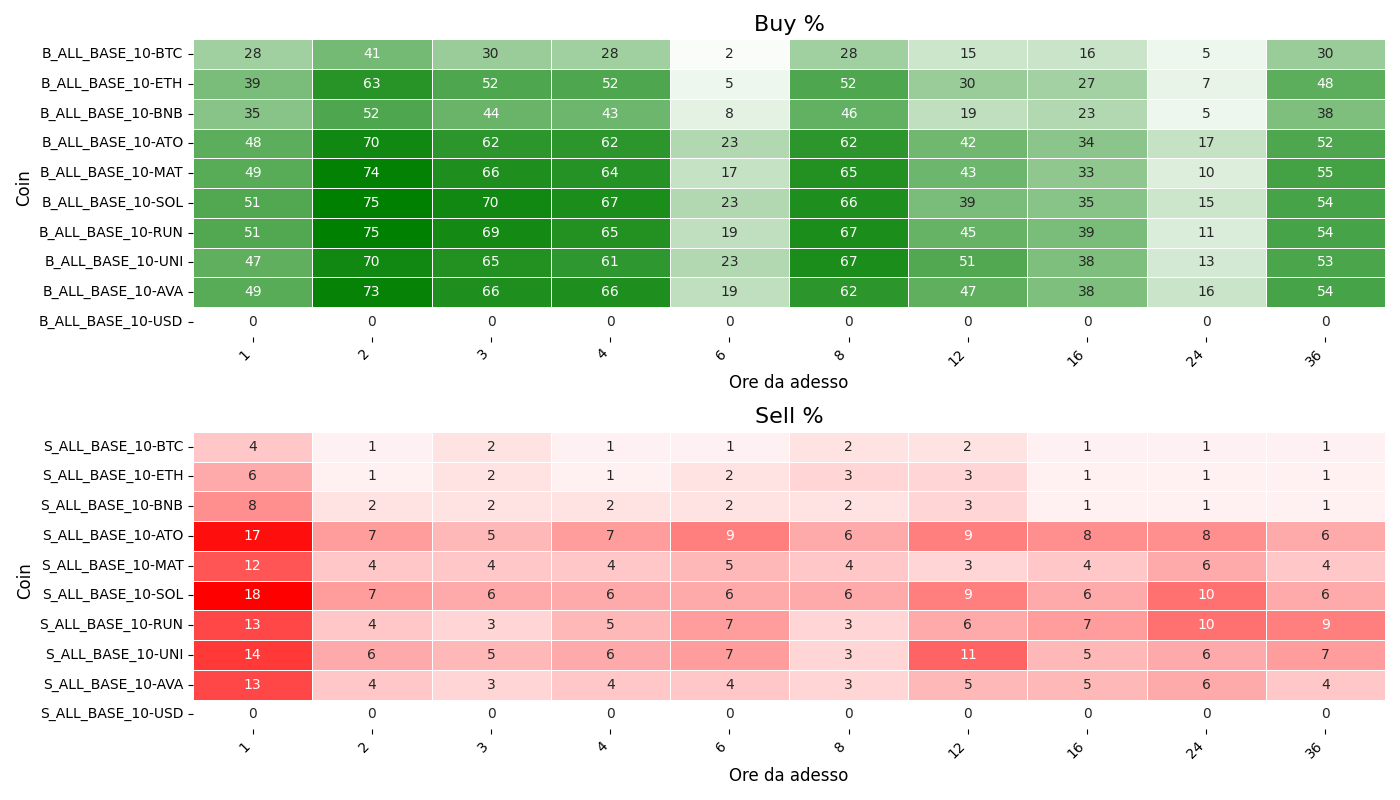 Buy %
Coin
B_ALL_BASE_10-BTC 28 41 30 28 2 28 15 16 5 30
B_ALL_BASE_10-ETH 39 63 52 52 5 52 30 27 7 48
B_ALL_BASE_10-BNB 35 52 44 43 8 46 19 23 5 38
B_ALL_BASE_10-ATO 48 70 62 62 23 62 42 34 17 52
B_ALL_BASE_10-MAT 49 74 66 64 17 65 43 33 10 55
B_ALL_BASE_10-SOL 51 75 70 67 23 66 39 35 15 54
B_ALL_BASE_10-RUN 51 75 69 65 19 67 45 39 11 54
B_ALL_BASE_10-UNI 47 70 65 61 23 67 51 38 13 53
B_ALL_BASE_10-AVA 49 73 66 66 19 62 47 38 16 54
B_ALL_BASE_10-USD 0 0 0 0 0 0 0 0 0 0
1 2 3 4 6 8 12 16 24 36
Ore da adesso
Sell %
Coin
S_ALL_BASE_10-BTC 4 1 2 1 1 2 2 1 1 1
S_ALL_BASE_10-ETH 6 1 2 1 2 3 3 1 1 1
S_ALL_BASE_10-BNB 8 2 2 2 2 2 3 1 1 1
S_ALL_BASE_10-ATO 17 7 5 7 9 6 9 8 8 6
S_ALL_BASE_10-MAT 12 4 4 4 5 4 3 4 6 4
S_ALL_BASE_10-SOL 18 7 6 6 6 6 9 6 10 6
S_ALL_BASE_10-RUN 13 4 3 5 7 3 6 7 10 9
S_ALL_BASE_10-UNI 14 6 5 6 7 3 11 5 6 7
S_ALL_BASE_10-AVA 13 4 3 4 4 3 5 5 6 4
S_ALL_BASE_10-USD 0 0 0 0 0 0 0 0 0 0
1 2 3 4 6 8 12 16 24 36
Ore da adesso